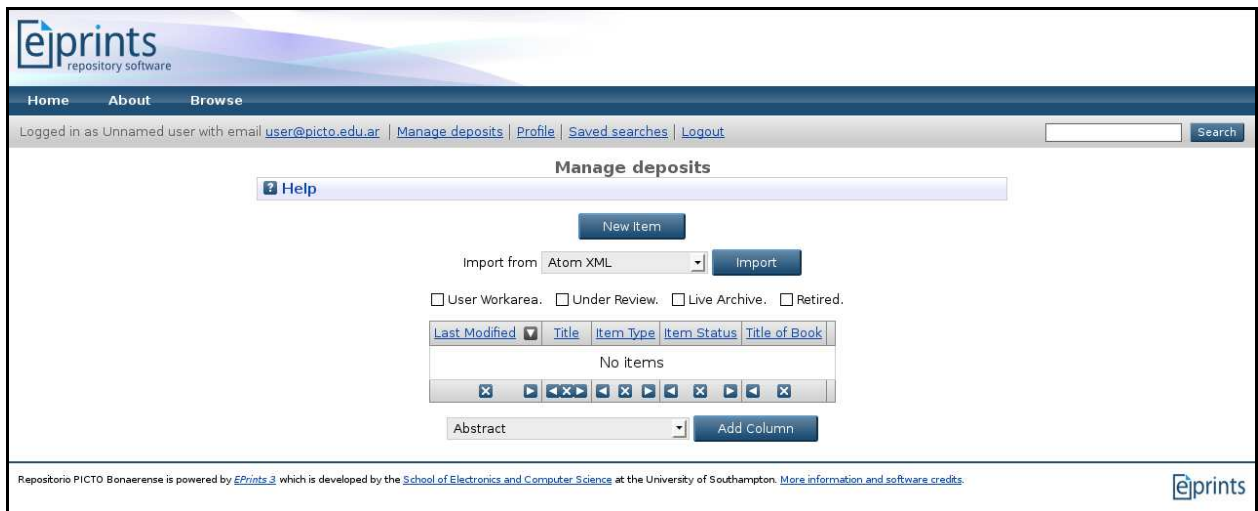 eprints
repository software
Home About Browse
Logged in as Unnamed user with email user@picto.edu.ar | Manage deposits | Profile | Saved searches | Logout Search
Manage deposits
? Help
New Item
Import from Atom XML Import
User Workarea. Under Review. Live Archive. Retired.
Last Modified Title Item Type Item Status Title of Book
No items
Abstract Add Column
Repositorio PICTO Bonaerense is powered by EPrints 3 which is developed by the School of Electronics and Computer Science at the University of Southampton. More information and software credits.
eprints